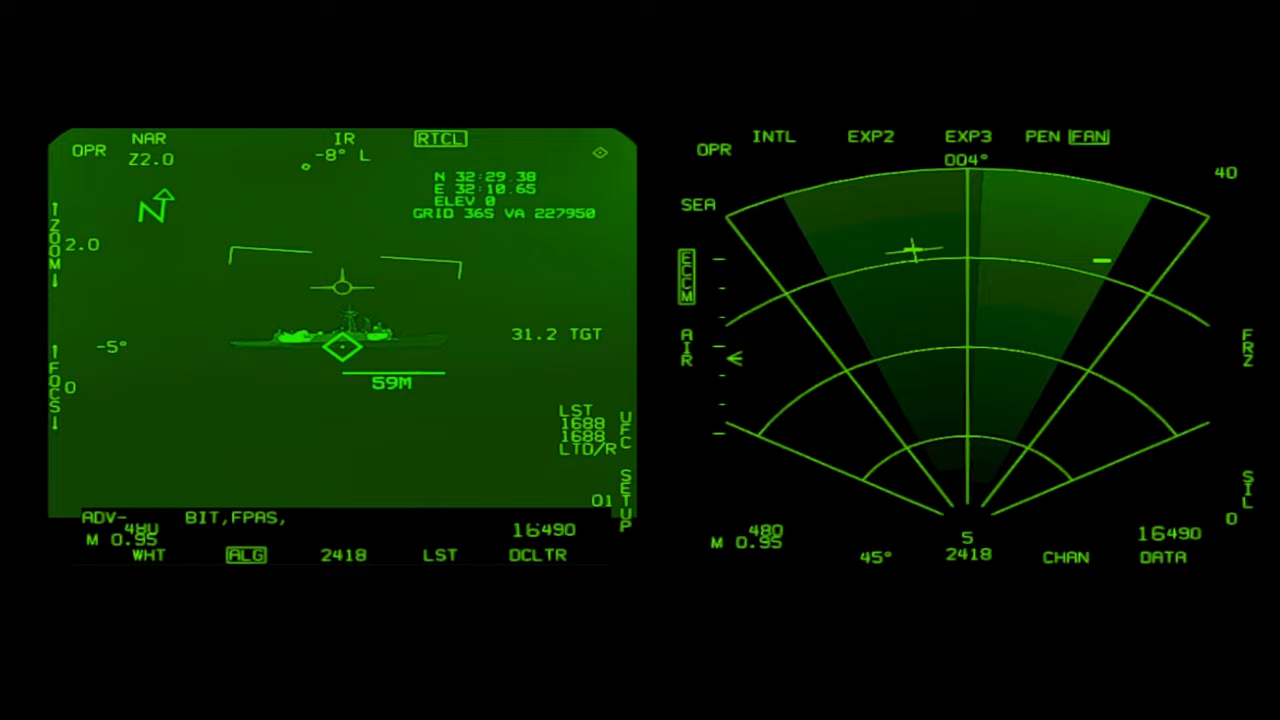 NAR
IR
RTCL
OPR
Z2.0
-8° L
N 32:29.38
E 32:10.65
ELEV 0
GRID 36S VA 227950
N
ZOOM
2.0
31.2 TGT
-5°
FOCS
0
59M
LST
1688
1688
LTD/R
UFC
SETUP
01
ADV- BIT,FPAS,
480
16490
M 0.95
WHT
ALG
2418
LST
DCLTR
INTL
EXP2
EXP3
PEN FAN
OPR
004°
40
SEA
ECCM
AIR
FRZ
SIL
0
480
16490
M 0.95
5
45°
2418
CHAN
DATA